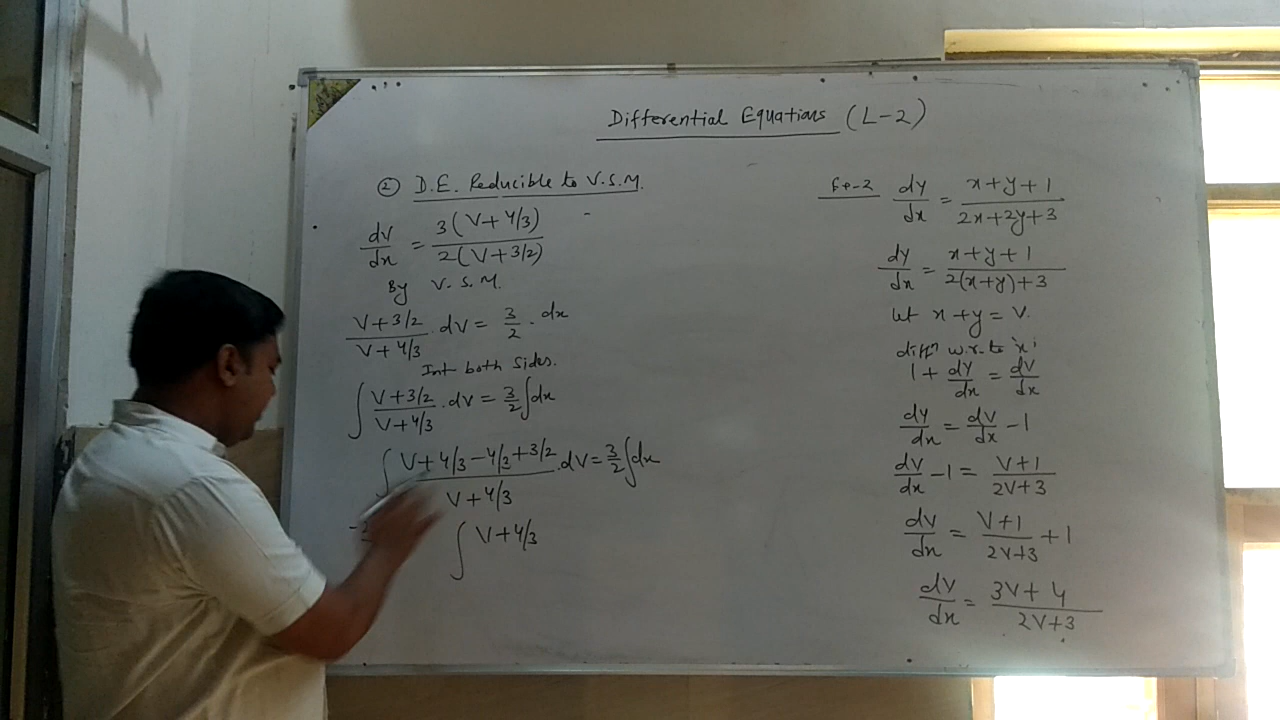 Differential Equations (L-2)
② D.E. Reducible to V.S.M.
dv/dx = 3(V+4/3)/2(V+3/2)
By V.S.M.
V+3/2/V+4/3 . dv = 3/2 . dx
Int both sides.
∫ V+3/2/V+4/3 . dv = 3/2 ∫dx
∫ V+4/3-4/3+3/2/V+4/3 . dv = 3/2 ∫dx
∫ V+4/3
Ex-2 dy/dx = x+y+1/2x+2y+3
dy/dx = x+y+1/2(x+y)+3
let x+y = V.
diffⁿ w.r.to 'x'
1 + dy/dx = dv/dx
dy/dx = dv/dx - 1
dv/dx - 1 = V+1/2V+3
dv/dx = V+1/2V+3 + 1
dv/dx = 3V+4/2V+3